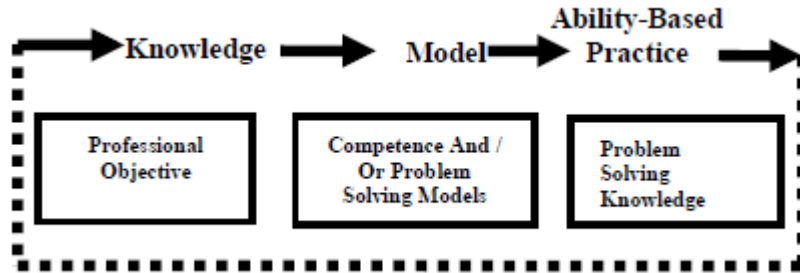 Knowledge
Model
Ability-Based
Practice
Professional
Objective
Competence And /
Or Problem
Solving Models
Problem
Solving
Knowledge